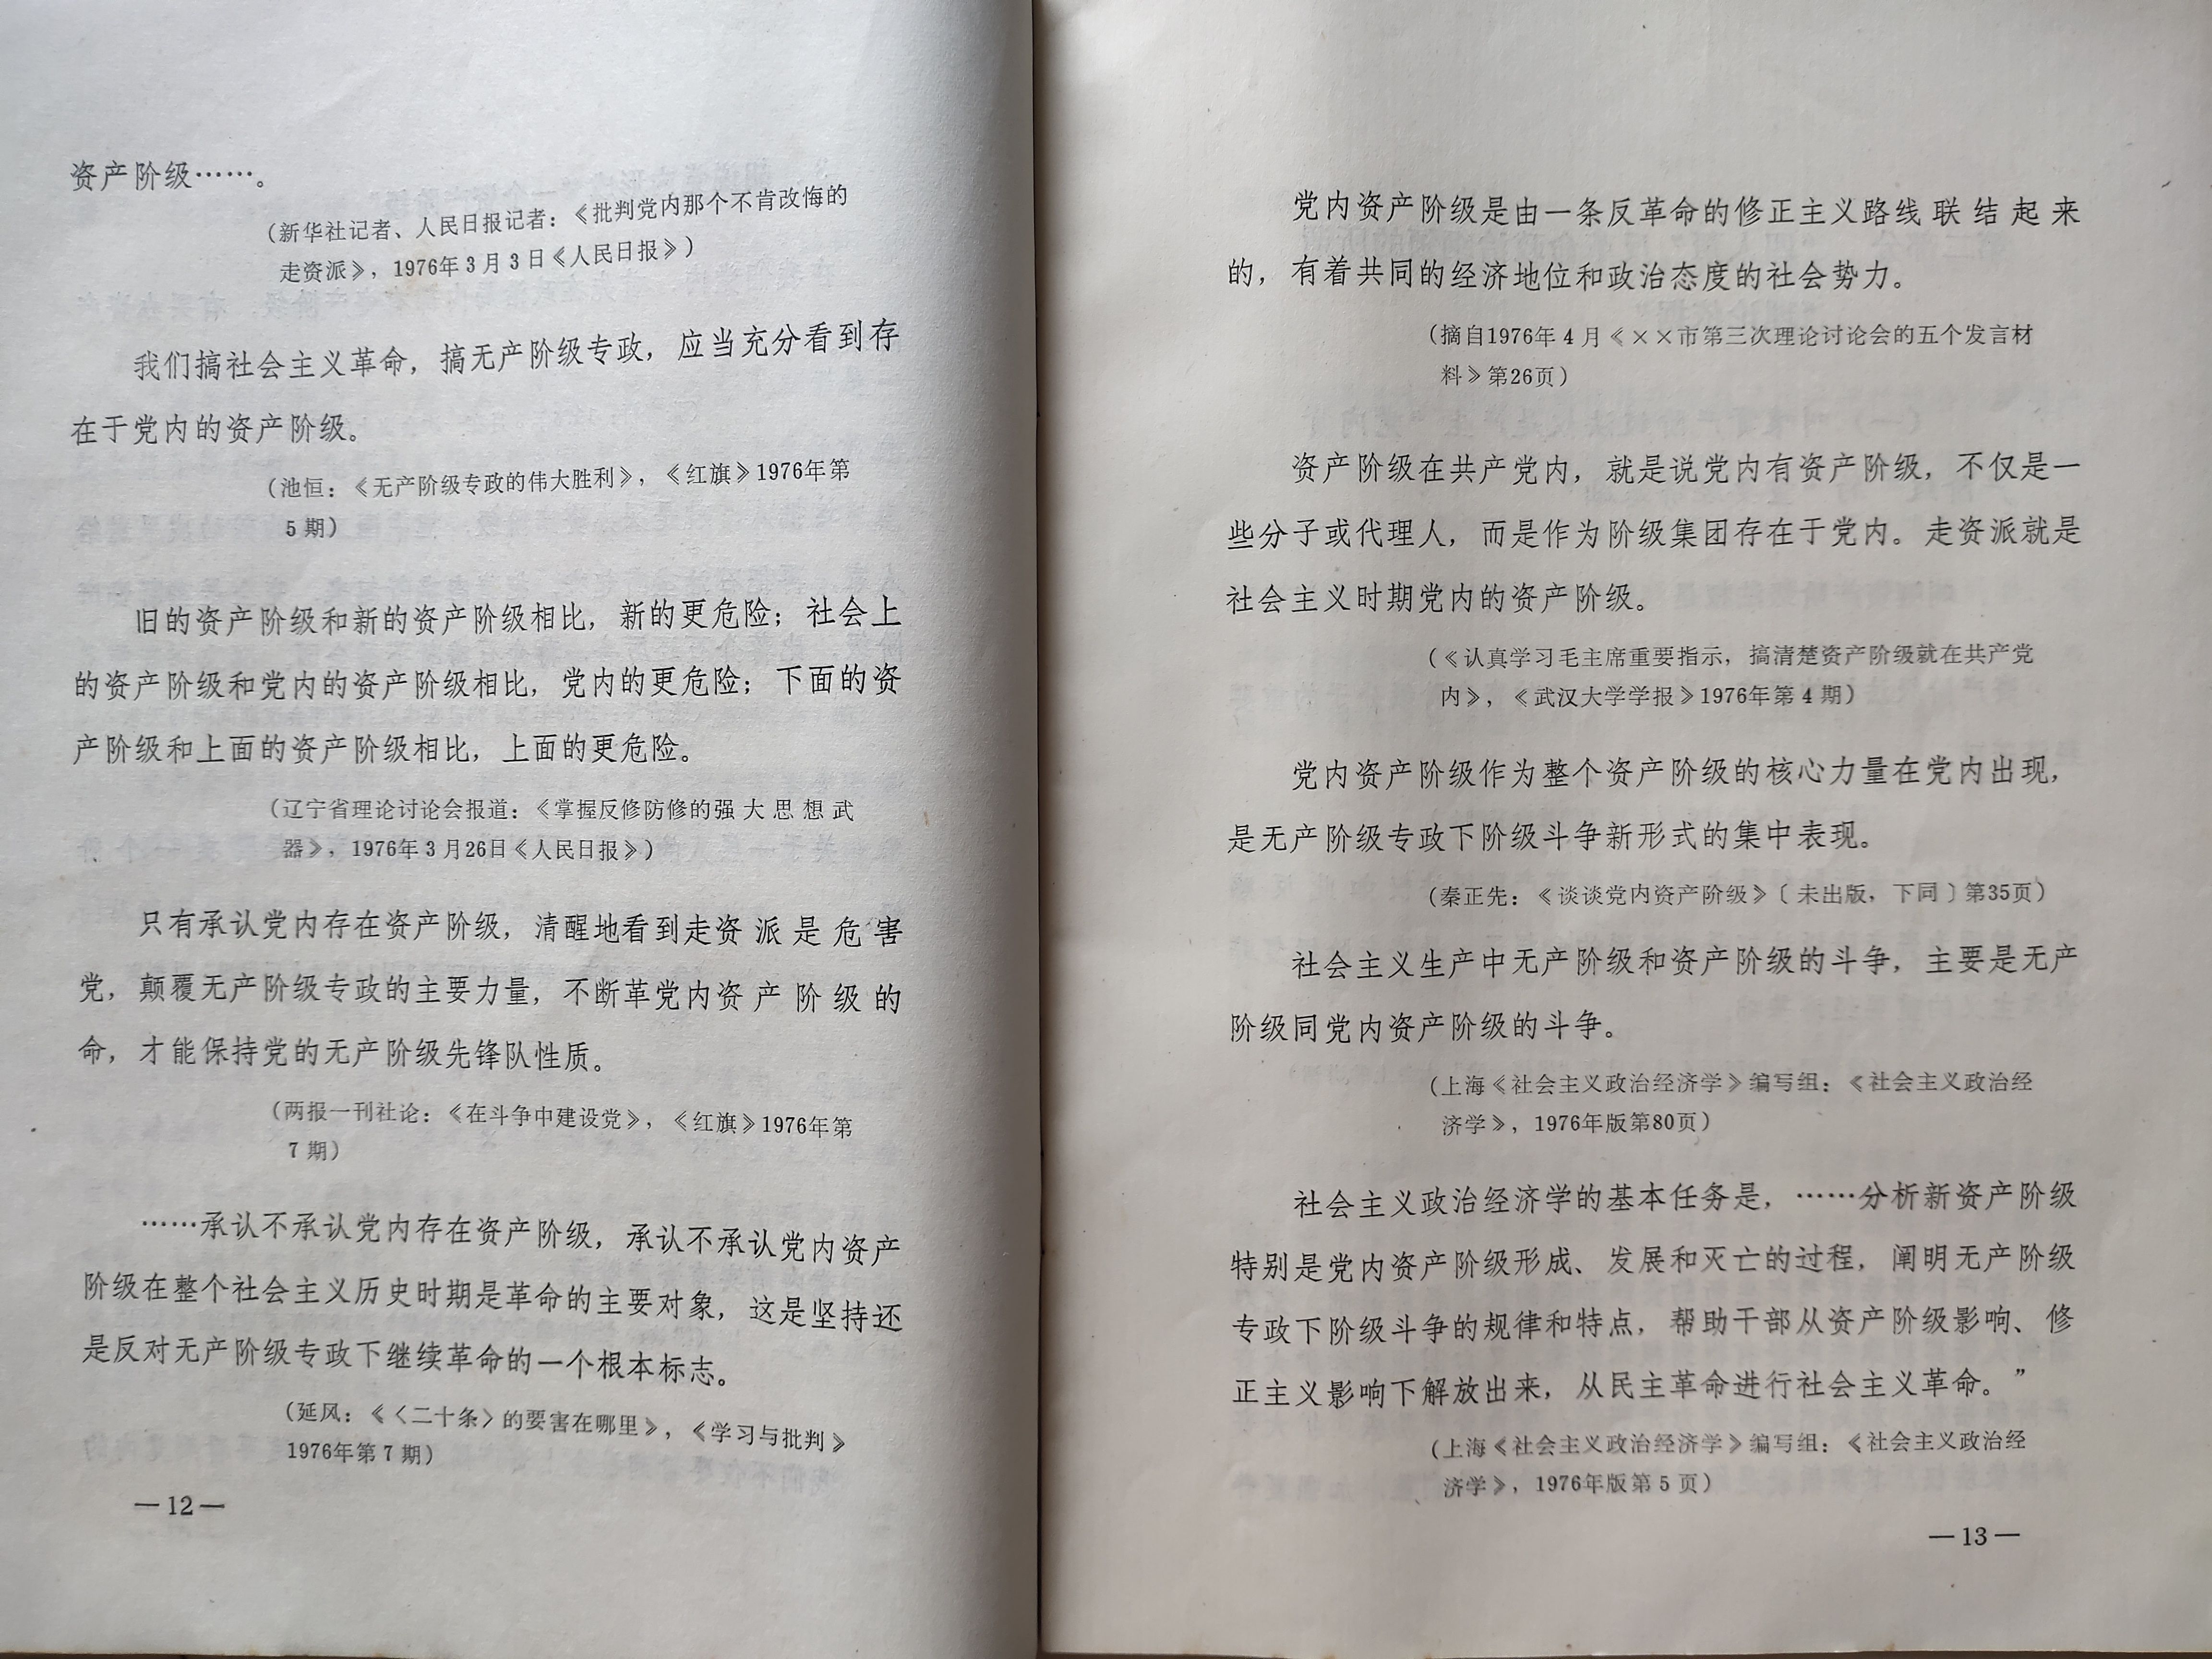 资产阶级……。
(新华社记者、人民日报记者：《批判党内那个不肯改悔的
走资派》，1976年3月3日《人民日报》)
我们搞社会主义革命，搞无产阶级专政，应当充分看到存
在于党内的资产阶级。
(池恒：《无产阶级专政的伟大胜利》，《红旗》1976年第
5期)
旧的资产阶级和新的资产阶级相比，新的更危险；社会上
的资产阶级和党内的资产阶级相比，党内的更危险；下面的资
产阶级和上面的资产阶级相比，上面的更危险。
(辽宁省理论讨论会报道：《掌握反修防修的强大思想武
器》，1976年3月26日《人民日报》)
只有承认党内存在资产阶级，清醒地看到走资派是危害
党，颠覆无产阶级专政的主要力量，不断革党内资产阶级的
命，才能保持党的无产阶级先锋队性质。
(两报一刊社论：《在斗争中建设党》，《红旗》1976年第
7期)
……承认不承认党内存在资产阶级，承认不承认党内资产
阶级在整个社会主义历史时期是革命的主要对象，这是坚持还
是反对无产阶级专政下继续革命的一个根本标志。
(延风：《〈二十条〉的要害在哪里》，《学习与批判》
1976年第7期)
—12—
党内资产阶级是由一条反革命的修正主义路线联结起来
的，有着共同的经济地位和政治态度的社会势力。
(摘自1976年4月《××市第三次理论讨论会的五个发言材
料》第26页)
资产阶级在共产党内，就是说党内有资产阶级，不仅是一
些分子或代理人，而是作为阶级集团存在于党内。走资派就是
社会主义时期党内的资产阶级。
(《认真学习毛主席重要指示，搞清楚资产阶级就在共产党
内》，《武汉大学学报》1976年第4期)
党内资产阶级作为整个资产阶级的核心力量在党内出现，
是无产阶级专政下阶级斗争新形式的集中表现。
(秦正先：《谈谈党内资产阶级》〔未出版，下同〕第35页)
社会主义生产中无产阶级和资产阶级的斗争，主要是无产
阶级同党内资产阶级的斗争。
(上海《社会主义政治经济学》编写组：《社会主义政治经
济学》，1976年版第80页)
社会主义政治经济学的基本任务是，……分析新资产阶级
特别是党内资产阶级形成、发展和灭亡的过程，阐明无产阶级
专政下阶级斗争的规律和特点，帮助干部从资产阶级影响、修
正主义影响下解放出来，从民主革命进行社会主义革命。”
(上海《社会主义政治经济学》编写组：《社会主义政治经
济学》，1976年版第5页)
—13—